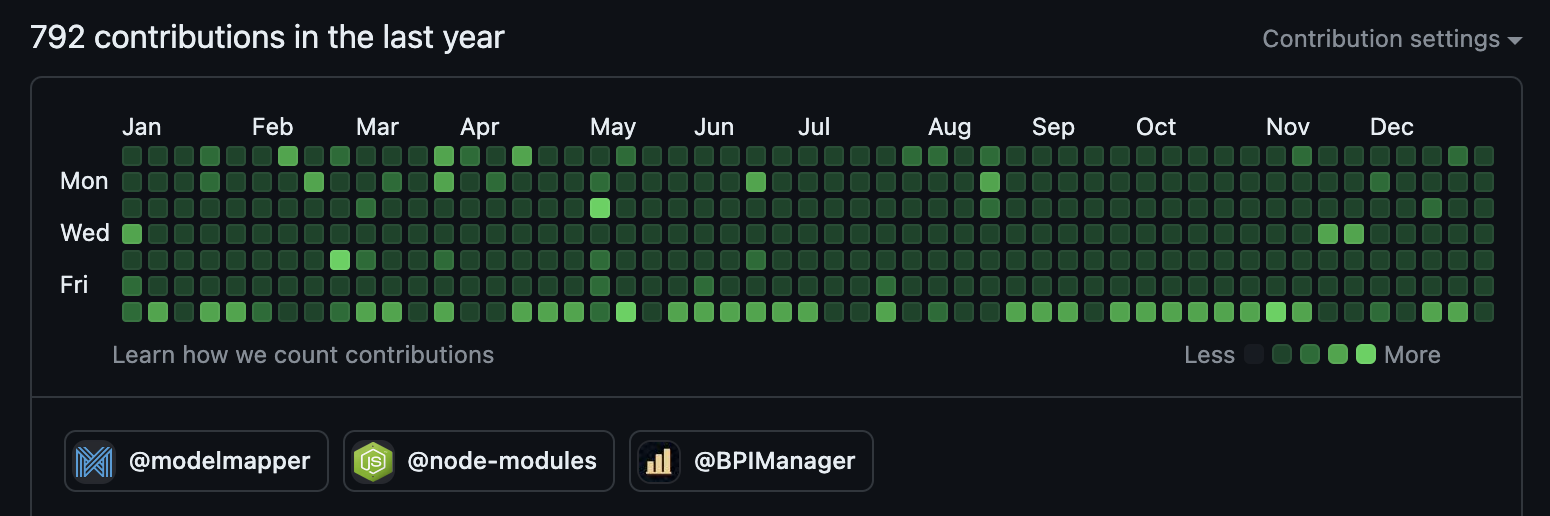 792 contributions in the last year
Contribution settings
Jan Feb Mar Apr May Jun Jul Aug Sep Oct Nov Dec
Mon
Wed
Fri
Learn how we count contributions
Less More
@modelmapper @node-modules @BPIManager
JS